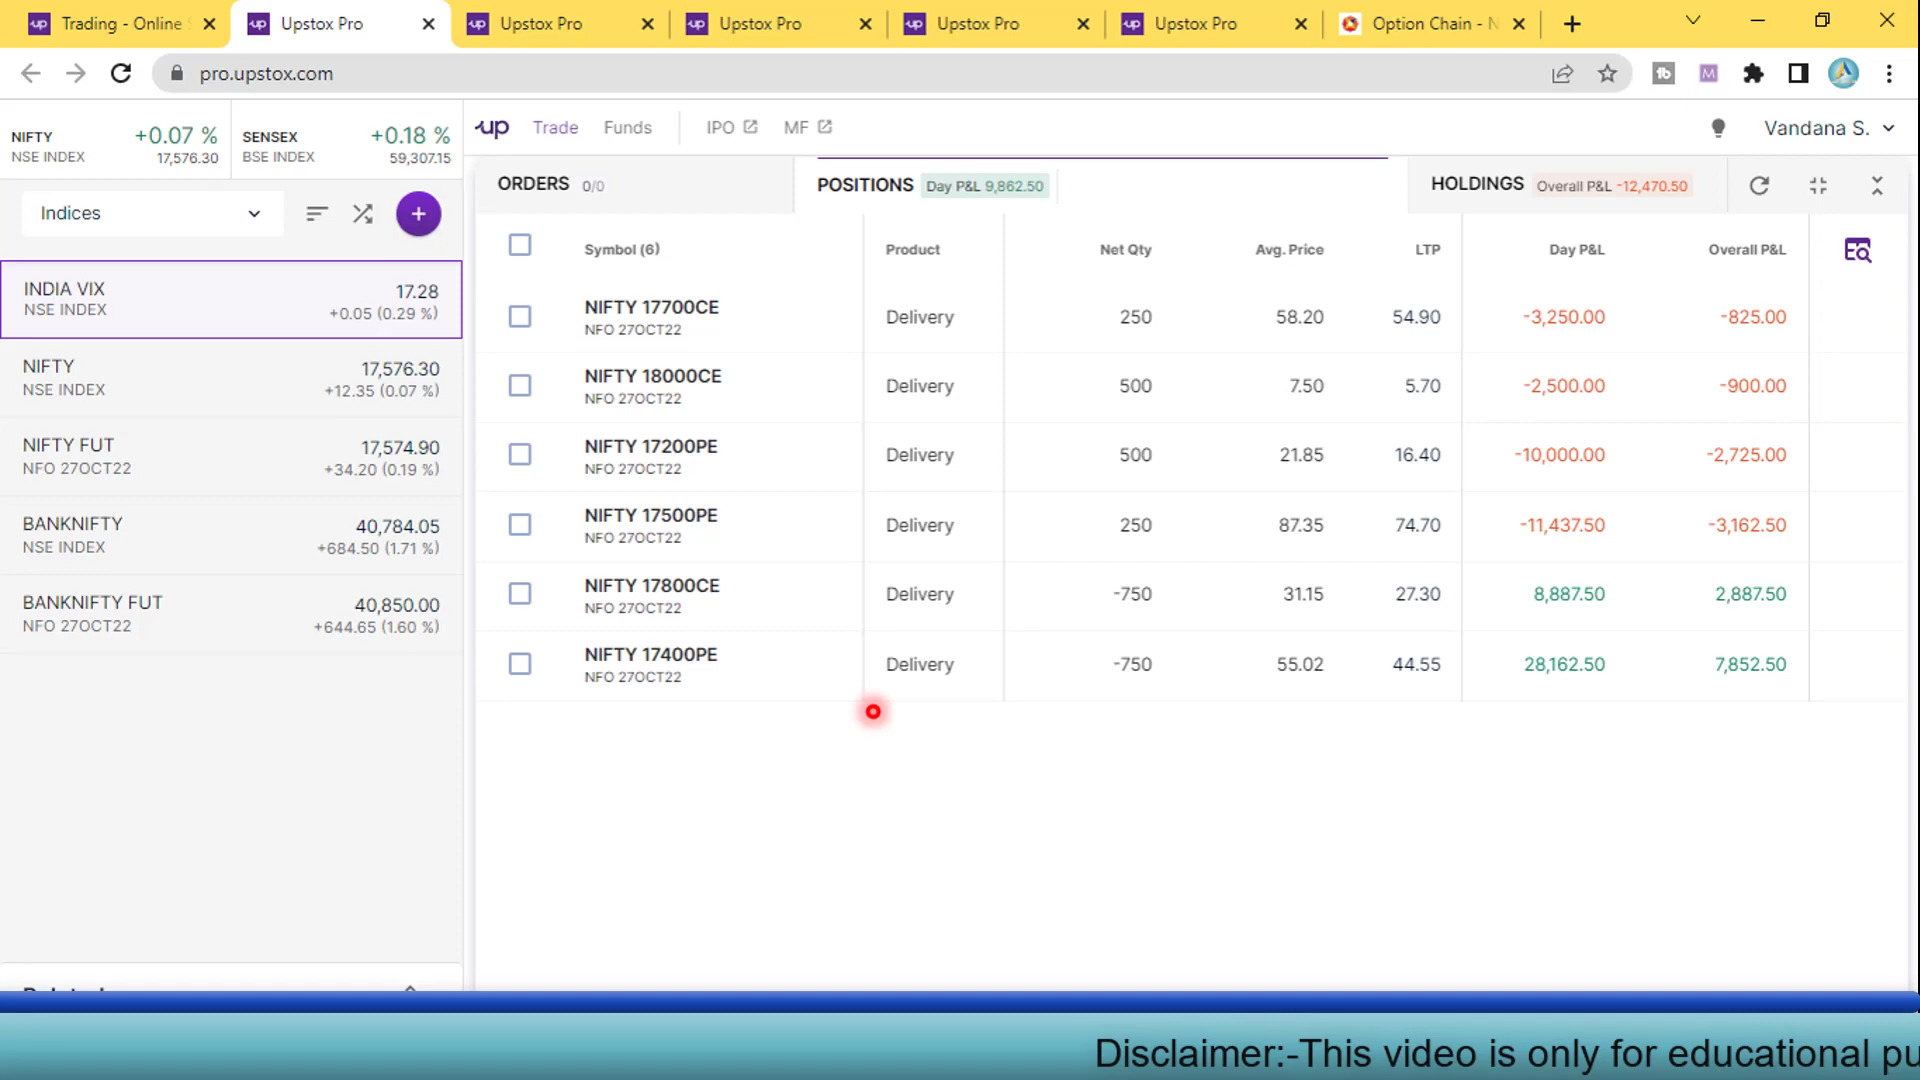 Trading - Online
Upstox Pro
Upstox Pro
Upstox Pro
Upstox Pro
Upstox Pro
Option Chain - N
pro.upstox.com
NIFTY +0.07 %
NSE INDEX 17,576.30
SENSEX +0.18 %
BSE INDEX 59,307.15
up Trade Funds IPO MF
Vandana S.
Indices
INDIA VIX 17.28
NSE INDEX +0.05 (0.29 %)
NIFTY 17,576.30
NSE INDEX +12.35 (0.07 %)
NIFTY FUT 17,574.90
NFO 27OCT22 +34.20 (0.19 %)
BANKNIFTY 40,784.05
NSE INDEX +684.50 (1.71 %)
BANKNIFTY FUT 40,850.00
NFO 27OCT22 +644.65 (1.60 %)
ORDERS 0/0
POSITIONS Day P&L 9,862.50
HOLDINGS Overall P&L -12,470.50
Symbol (6) Product Net Qty Avg. Price LTP Day P&L Overall P&L
NIFTY 17700CE Delivery 250 58.20 54.90 -3,250.00 -825.00
NFO 27OCT22
NIFTY 18000CE Delivery 500 7.50 5.70 -2,500.00 -900.00
NFO 27OCT22
NIFTY 17200PE Delivery 500 21.85 16.40 -10,000.00 -2,725.00
NFO 27OCT22
NIFTY 17500PE Delivery 250 87.35 74.70 -11,437.50 -3,162.50
NFO 27OCT22
NIFTY 17800CE Delivery -750 31.15 27.30 8,887.50 2,887.50
NFO 27OCT22
NIFTY 17400PE Delivery -750 55.02 44.55 28,162.50 7,852.50
NFO 27OCT22
Disclaimer:-This video is only for educational pu